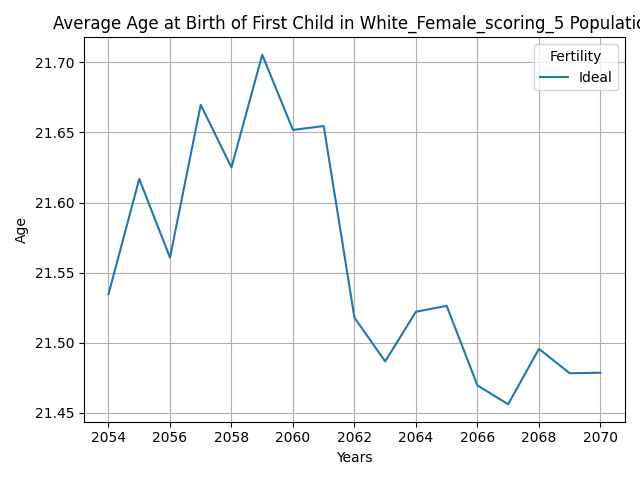 Average Age at Birth of First Child in White_Female_scoring_5 Populatio
Fertility
Ideal
21.70
21.65
21.60
21.55
21.50
21.45
Age
2054 2056 2058 2060 2062 2064 2066 2068 2070
Years